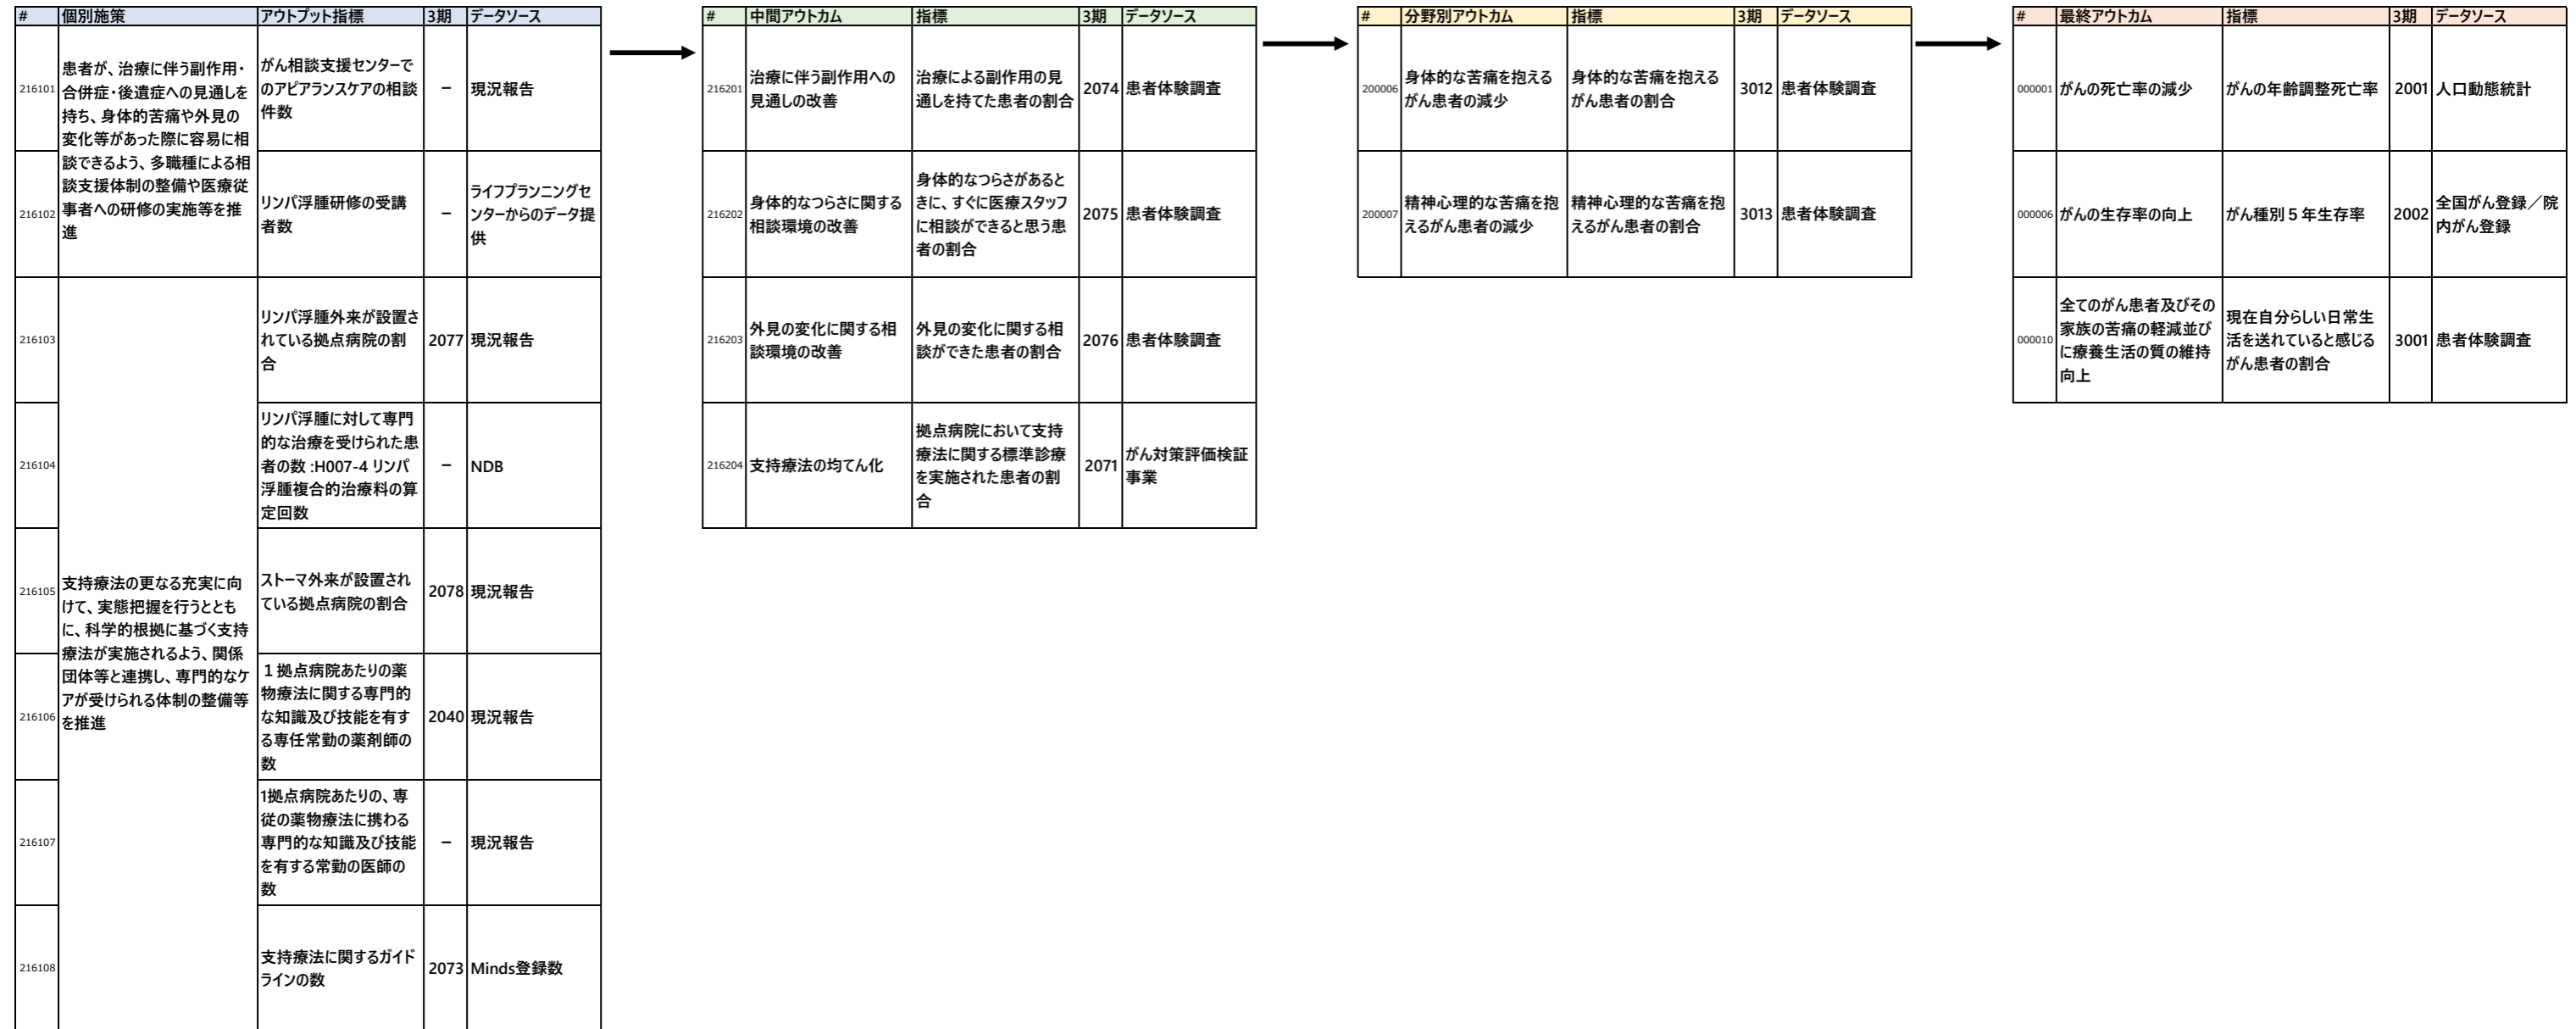 # 個別施策 アウトプット指標 3期 データソース
216101
患者が、治療に伴う副作用・
合併症・後遺症への見通しを
持ち、身体的苦痛や外見の
変化等があった際に容易に相
談できるよう、多職種による相
談支援体制の整備や医療従
事者への研修の実施等を推
進
がん相談支援センターで
のアピアランスケアの相談
件数
－
現況報告
216102
リンパ浮腫研修の受講
者数
－
ライフプランニングセ
ンターからのデータ提
供
216103
リンパ浮腫外来が設置さ
れている拠点病院の割
合
2077
現況報告
216104
リンパ浮腫に対して専門
的な治療を受けられた患
者の数 :H007-4 リンパ
浮腫複合的治療料の算
定回数
－
NDB
216105
支持療法の更なる充実に向
けて、実態把握を行うととも
に、科学的根拠に基づく支持
療法が実施されるよう、関係
団体等と連携し、専門的なケ
アが受けられる体制の整備等
を推進
ストーマ外来が設置され
ている拠点病院の割合
2078
現況報告
216106
１拠点病院あたりの薬
物療法に関する専門的
な知識及び技能を有す
る専任常勤の薬剤師の
数
2040
現況報告
216107
1拠点病院あたりの、専
従の薬物療法に携わる
専門的な知識及び技能
を有する常勤の医師の
数
－
現況報告
216108
支持療法に関するガイド
ラインの数
2073
Minds登録数
# 中間アウトカム 指標 3期 データソース
216201
治療に伴う副作用への
見通しの改善
治療による副作用の見
通しを持てた患者の割合
2074
患者体験調査
216202
身体的なつらさに関する
相談環境の改善
身体的なつらさがあると
きに、すぐに医療スタッフ
に相談ができると思う患
者の割合
2075
患者体験調査
216203
外見の変化に関する相
談環境の改善
外見の変化に関する相
談ができた患者の割合
2076
患者体験調査
216204
支持療法の均てん化
拠点病院において支持
療法に関する標準診療
を実施された患者の割
合
2071
がん対策評価検証
事業
# 分野別アウトカム 指標 3期 データソース
200006
身体的な苦痛を抱える
がん患者の減少
身体的な苦痛を抱える
がん患者の割合
3012
患者体験調査
200007
精神心理的な苦痛を抱
えるがん患者の減少
精神心理的な苦痛を抱
えるがん患者の割合
3013
患者体験調査
# 最終アウトカム 指標 3期 データソース
000001
がんの死亡率の減少
がんの年齢調整死亡率
2001
人口動態統計
000006
がんの生存率の向上
がん種別５年生存率
2002
全国がん登録／院
内がん登録
000010
全てのがん患者及びその
家族の苦痛の軽減並び
に療養生活の質の維持
向上
現在自分らしい日常生
活を送れていると感じる
がん患者の割合
3001
患者体験調査